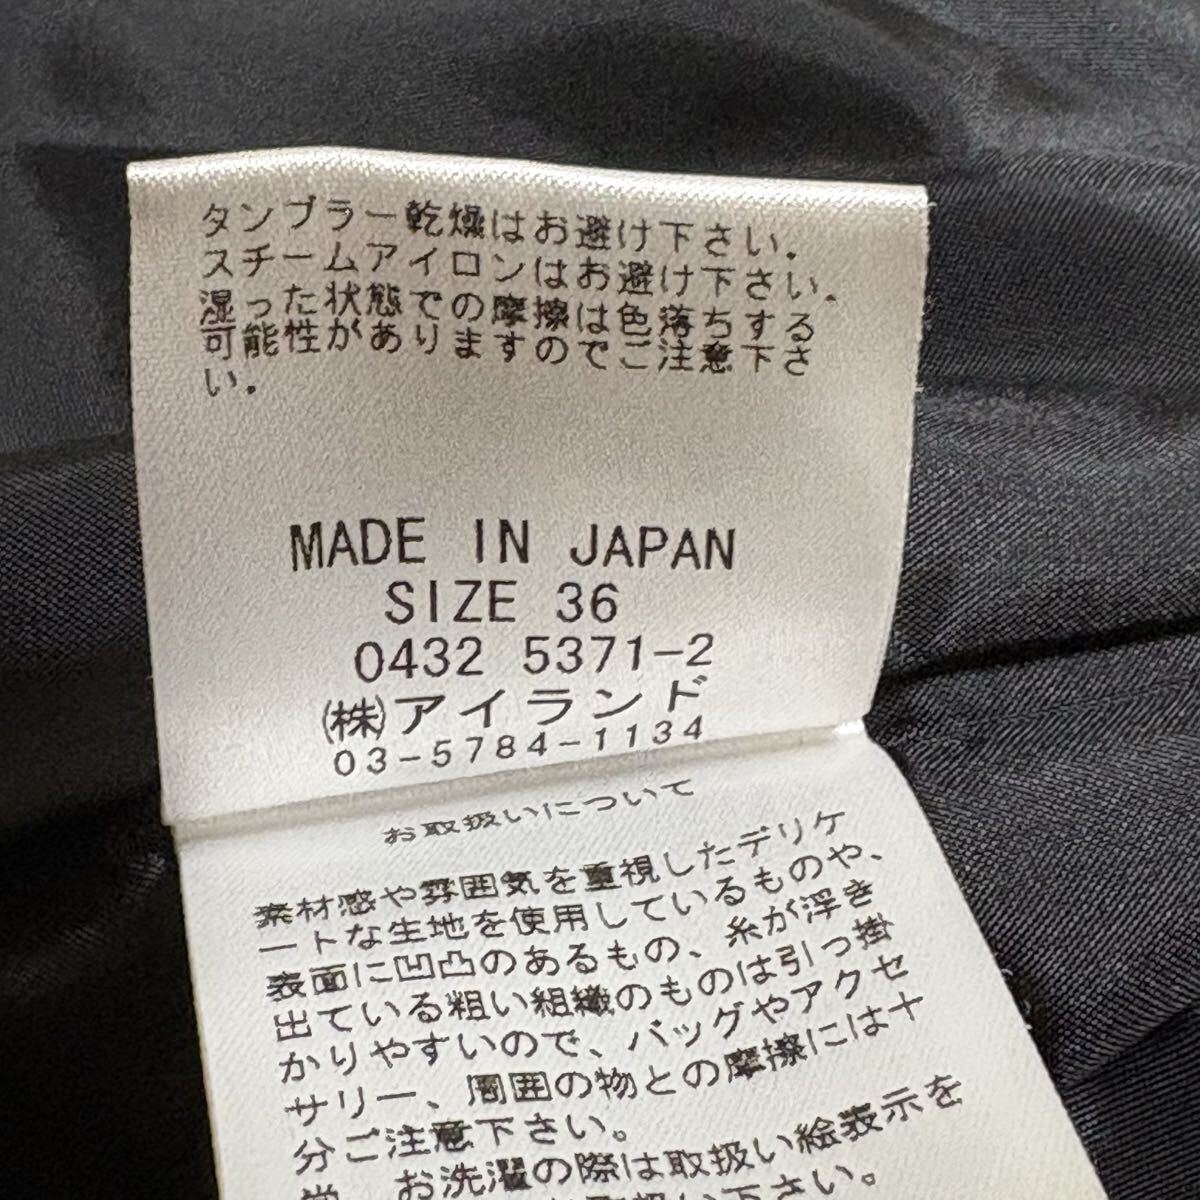 タンブラー乾燥はお避け下さい.
スチームアイロンはお避け下さい.
湿った状態での摩擦は色落ちする
可能性がありますのでご注意下さ
い.
MADE IN JAPAN
SIZE 36
0432 5371-2
㈱アイランド
03-5784-1134
お取扱いについて
素材感や雰囲気を重視したデリケ
ートな生地を使用しているものや、
表面に凹凸のあるもの、糸が浮き
出ている粗い組織のものは引っ掛
かりやすいので、バッグやアクセ
サリー、周囲の物との摩擦には十
分ご注意下さい。
お洗濯の際は取扱い絵表示を
お取扱い下さい。